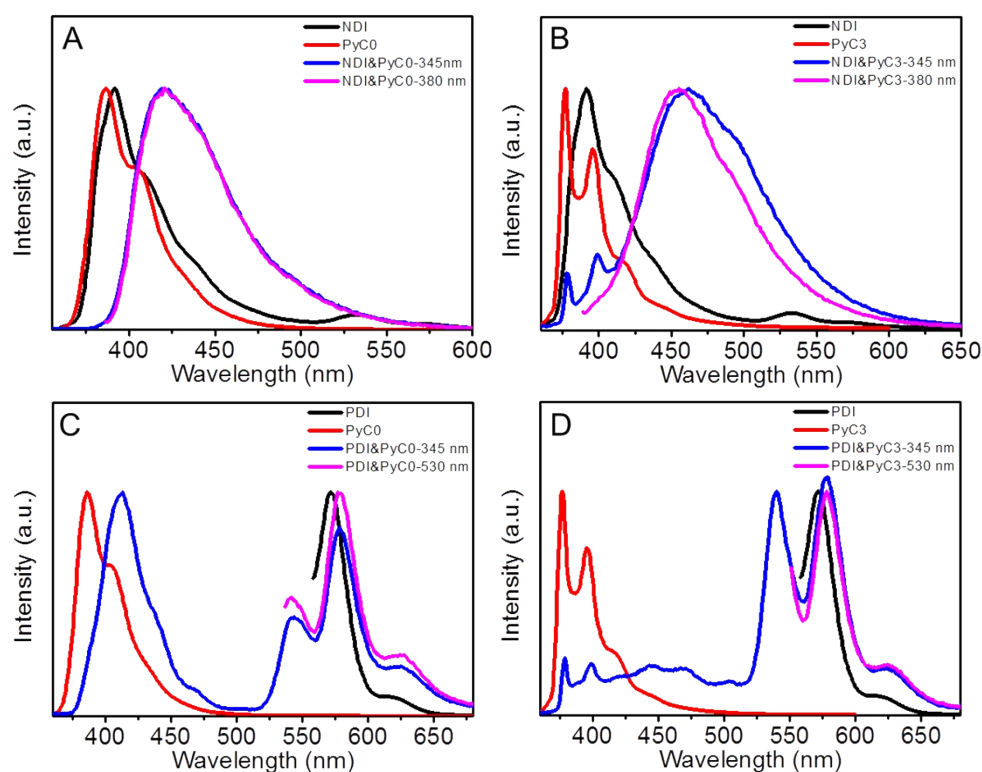 A
NDI
PyC0
NDI&PyC0-345nm
NDI&PyC0-380 nm
Intensity (a.u.)
400 450 500 550 600
Wavelength (nm)
B
NDI
PyC3
NDI&PyC3-345 nm
NDI&PyC3-380 nm
Intensity (a.u.)
400 450 500 550 600 650
Wavelength (nm)
C
PDI
PyC0
PDI&PyC0-345 nm
PDI&PyC0-530 nm
Intensity (a.u.)
400 450 500 550 600 650
Wavelength (nm)
D
PDI
PyC3
PDI&PyC3-345 nm
PDI&PyC3-530 nm
Intensity (a.u.)
400 450 500 550 600 650
Wavelength (nm)